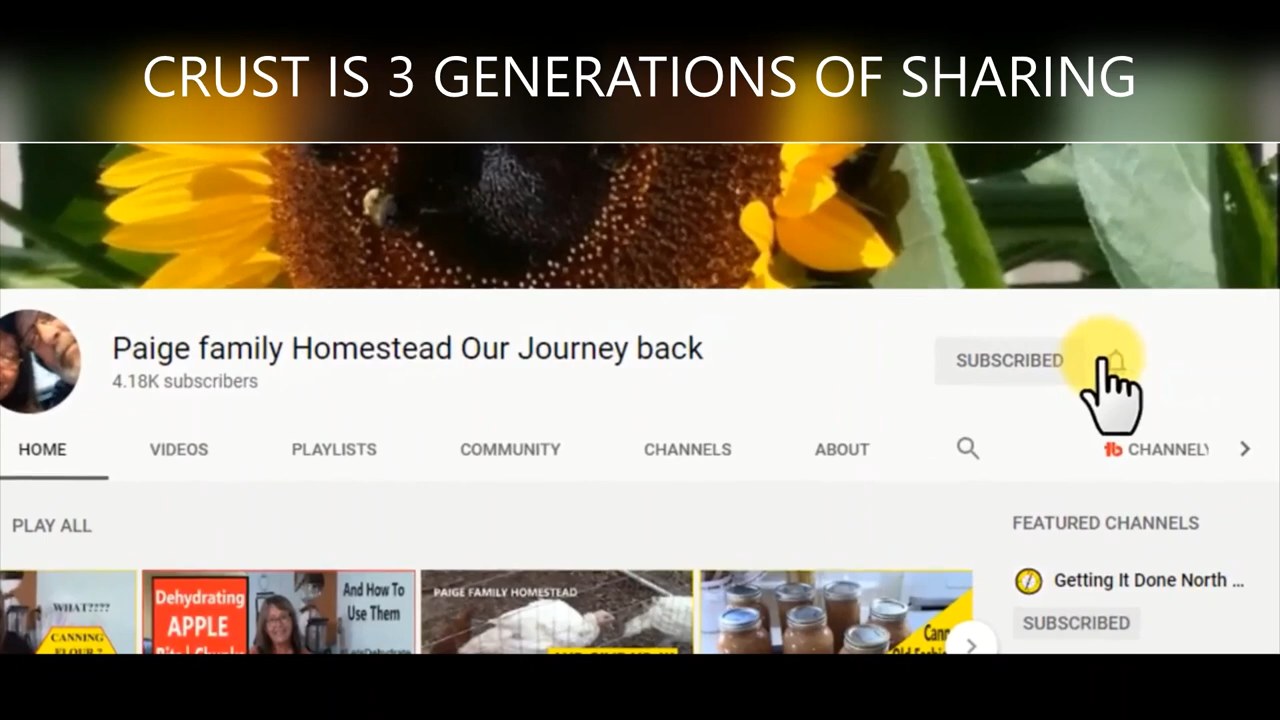 CRUST IS 3 GENERATIONS OF SHARING
Paige family Homestead Our Journey back
4.18K subscribers
SUBSCRIBED
HOME VIDEOS PLAYLISTS COMMUNITY CHANNELS ABOUT
PLAY ALL
FEATURED CHANNELS
Getting It Done North ...
SUBSCRIBED
WHAT????
CANNING
FLOUR?
Dehydrating
APPLE
And How To
Use Them
PAIGE FAMILY HOMESTEAD